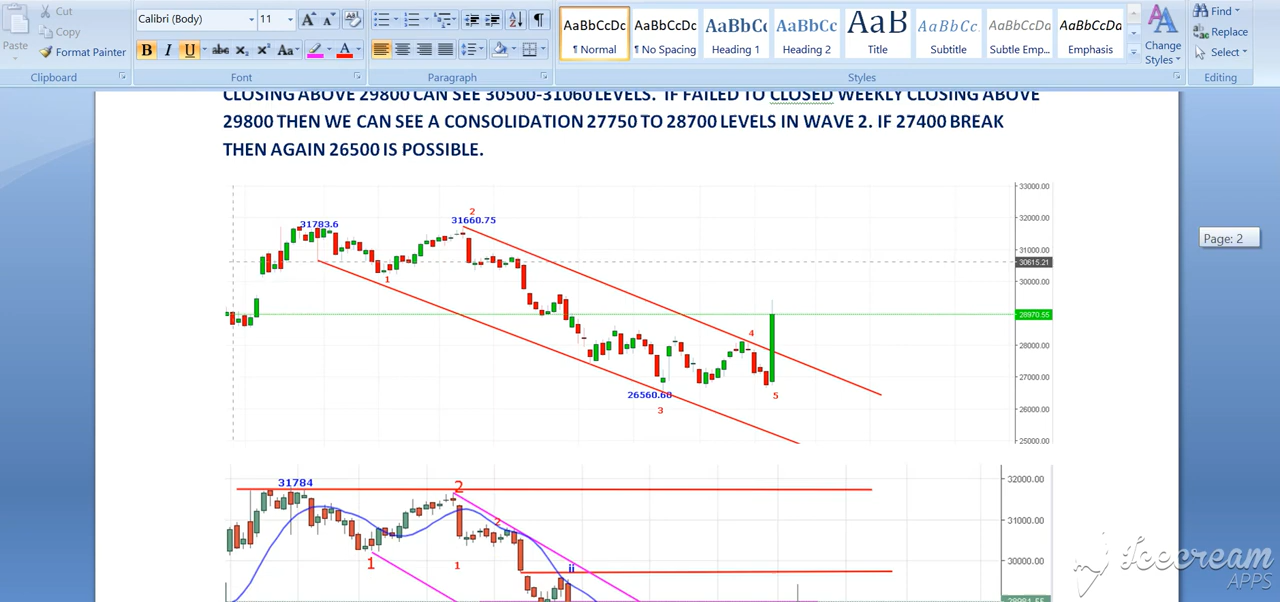 Cut
Copy
Paste
Format Painter
Clipboard
Calibri (Body)
11
A A Aa
B I U abc x₂ x² Aa A
Font
Paragraph
AaBbCcDc AaBbCcDc AaBbCc AaBbCc AaB AaBbCc. AaBbCcDa AaBbCcDa
¶ Normal ¶ No Spacing Heading 1 Heading 2 Title Subtitle Subtle Emp... Emphasis
Change
Styles
Styles
Find
Replace
Select
Editing
CLOSING ABOVE 29800 CAN SEE 30500-31060 LEVELS. IF FAILED TO CLOSED WEEKLY CLOSING ABOVE
29800 THEN WE CAN SEE A CONSOLIDATION 27750 TO 28700 LEVELS IN WAVE 2. IF 27400 BREAK
THEN AGAIN 26500 IS POSSIBLE.
Page: 2
33000.00
32000.00
31000.00
30615.21
30000.00
29000.00
28970.55
28000.00
27000.00
26000.00
25000.00
31783.6
2
31660.75
1
4
26560.60
3
5
31784
2
2
1
1
ii
32000.00
31000.00
30000.00
Icecream
APPS